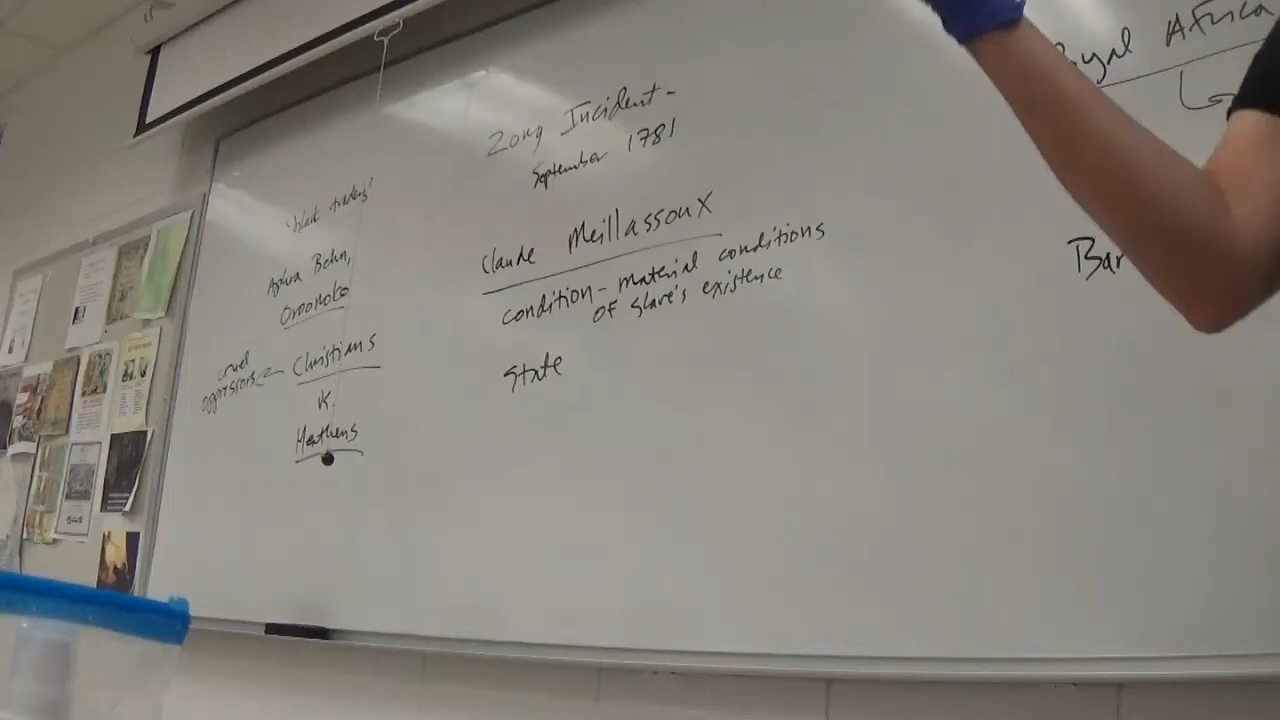 'black traders'
Aphra Behn,
Oroonoko
cruel
aggressors
Christians
K
Heathens
Zong Incident -
September 1781
Claude Meillassoux
condition - material conditions
of slave's existence
State
oyal Africa
Bar